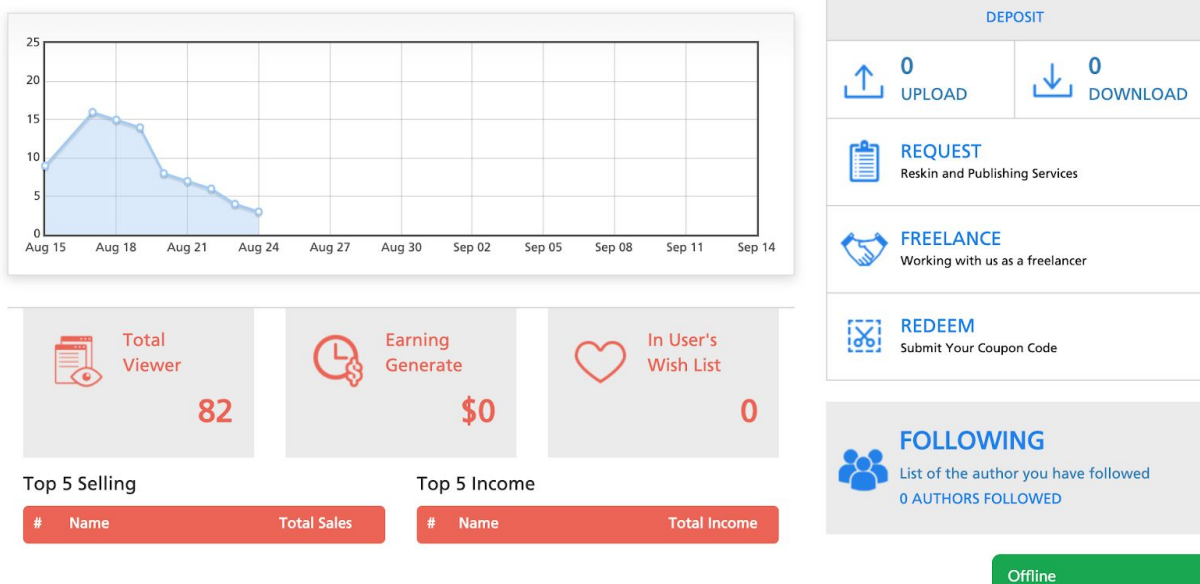 25
20
15
10
5
0
Aug 15 Aug 18 Aug 21 Aug 24 Aug 27 Aug 30 Sep 02 Sep 05 Sep 08 Sep 11 Sep 14
Total
Viewer
82
Earning
Generate
$0
In User's
Wish List
0
Top 5 Selling
# Name Total Sales
Top 5 Income
# Name Total Income
DEPOSIT
0
UPLOAD
0
DOWNLOAD
REQUEST
Reskin and Publishing Services
FREELANCE
Working with us as a freelancer
REDEEM
Submit Your Coupon Code
FOLLOWING
List of the author you have followed
0 AUTHORS FOLLOWED
Offline